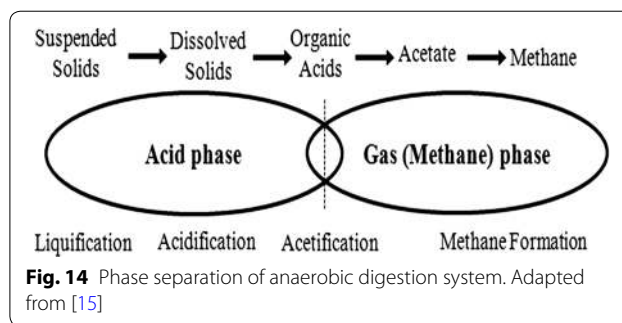 Suspended Solids Dissolved Solids Organic Acids Acetate Methane
Acid phase Gas (Methane) phase
Liquification Acidification Acetification Methane Formation
Fig. 14 Phase separation of anaerobic digestion system. Adapted
from [15]